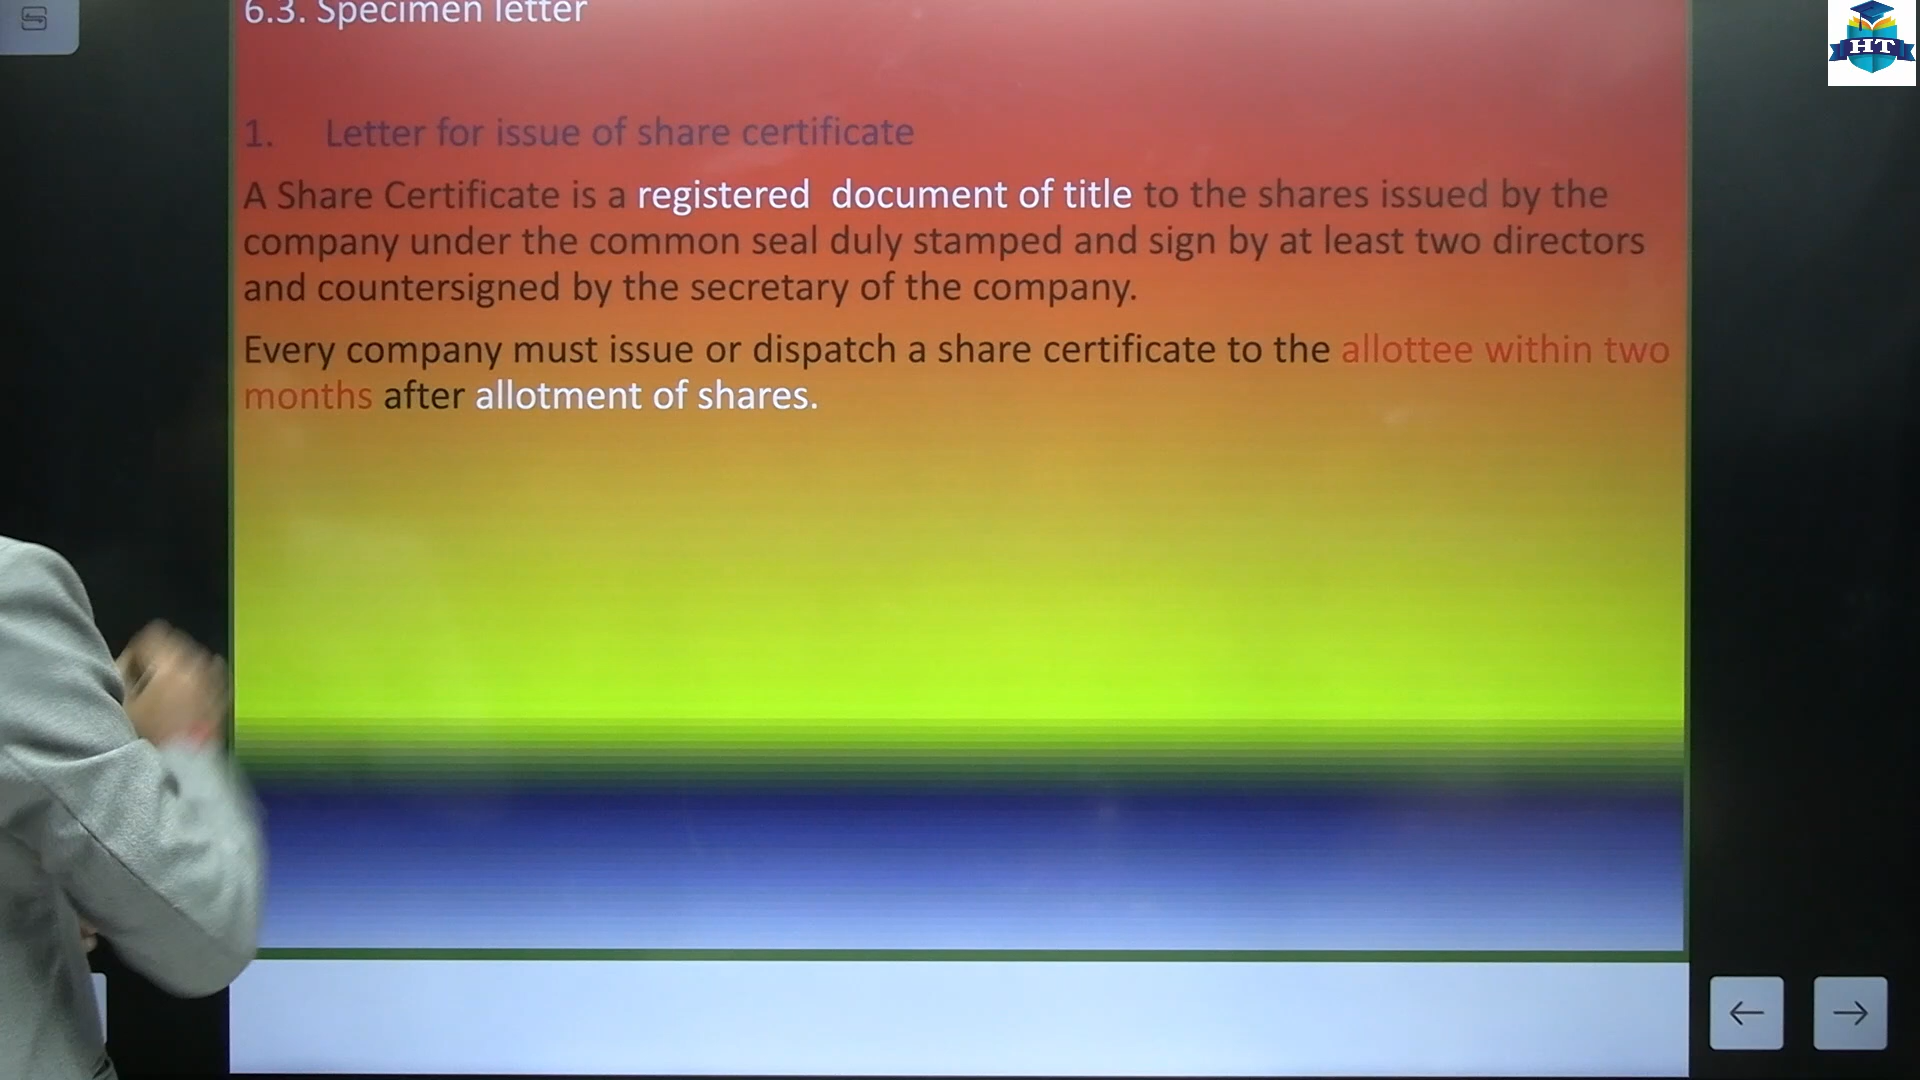 6.3. Specimen letter
1. Letter for issue of share certificate
A Share Certificate is a registered document of title to the shares issued by the
company under the common seal duly stamped and sign by at least two directors
and countersigned by the secretary of the company.
Every company must issue or dispatch a share certificate to the allottee within two
months after allotment of shares.
HT